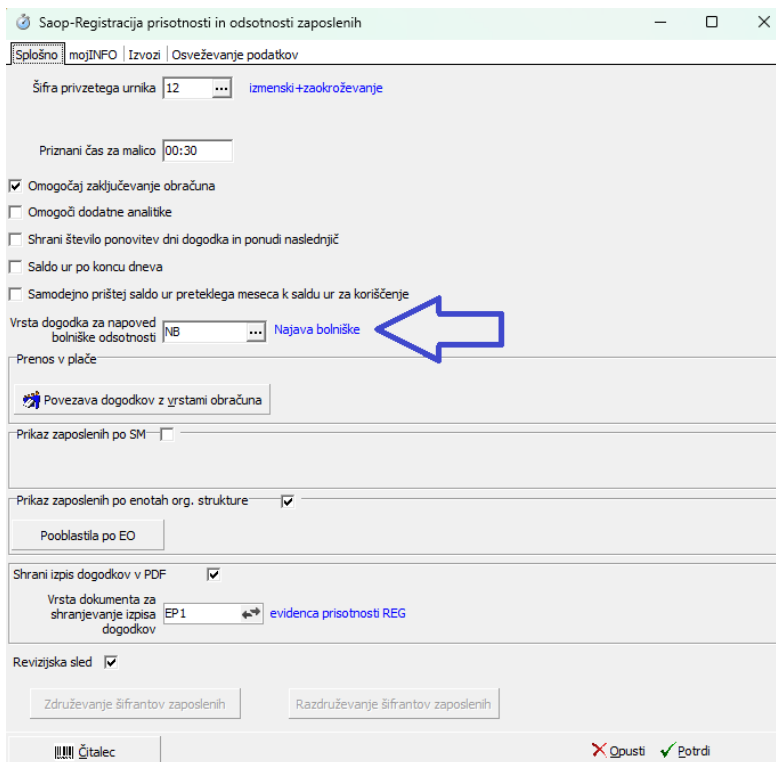 Saop-Registracija prisotnosti in odsotnosti zaposlenih
Splošno mojINFO Izvozi Osveževanje podatkov
Šifra privzetega urnika 12 ... izmenski+zaokroževanje
Priznani čas za malico 00:30
Omogočaj zaključevanje obračuna
Omogoči dodatne analitike
Shrani število ponovitev dni dogodka in ponudi naslednjič
Saldo ur po koncu dneva
Samodejno prištej saldo ur preteklega meseca k saldu ur za koriščenje
Vrsta dogodka za napoved
bolniške odsotnosti NB ... Najava bolniške
Prenos v plače
Povezava dogodkov z vrstami obračuna
Prikaz zaposlenih po SM
Prikaz zaposlenih po enotah org. strukture
Pooblastila po EO
Shrani izpis dogodkov v PDF
Vrsta dokumenta za
shranjevanje izpisa EP1 evidenca prisotnosti REG
dogodkov
Revizijska sled
Združevanje šifrantov zaposlenih Razdruževanje šifrantov zaposlenih
Čitalec Opusti Potrdi